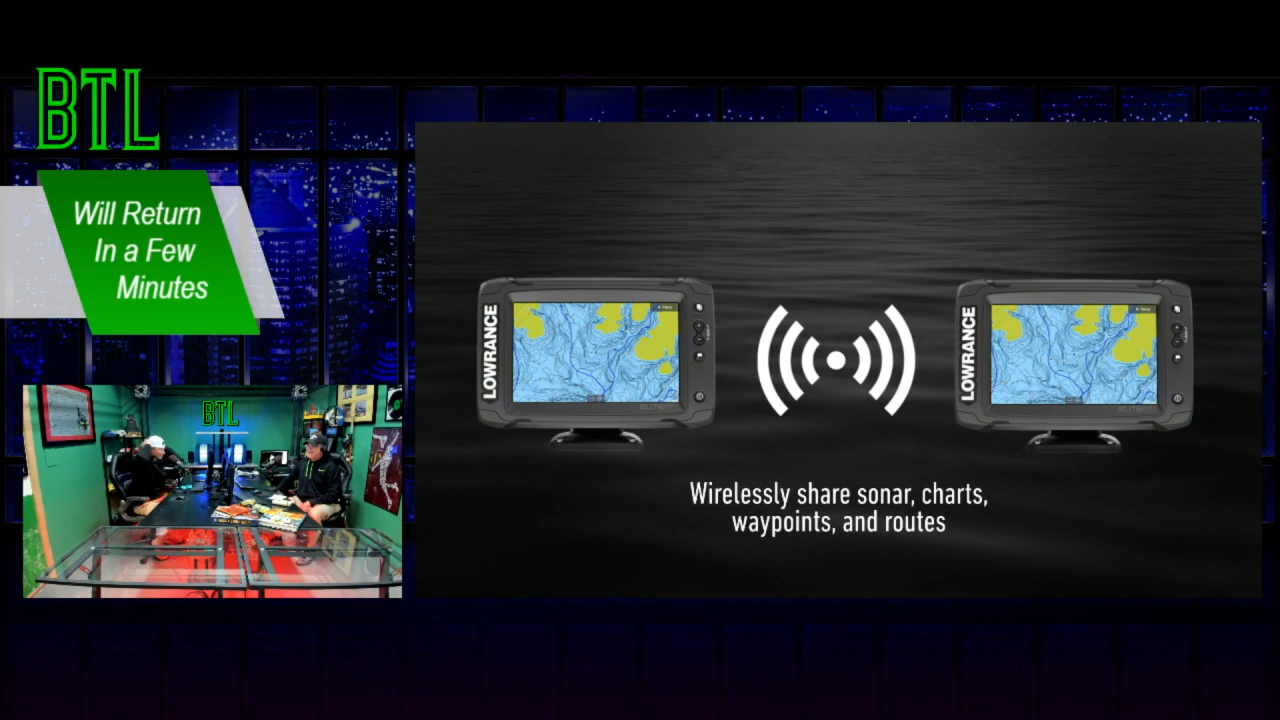 BTL
Will Return
In a Few
Minutes
BTL
LOWRANCE
LOWRANCE
Wirelessly share sonar, charts,
waypoints, and routes